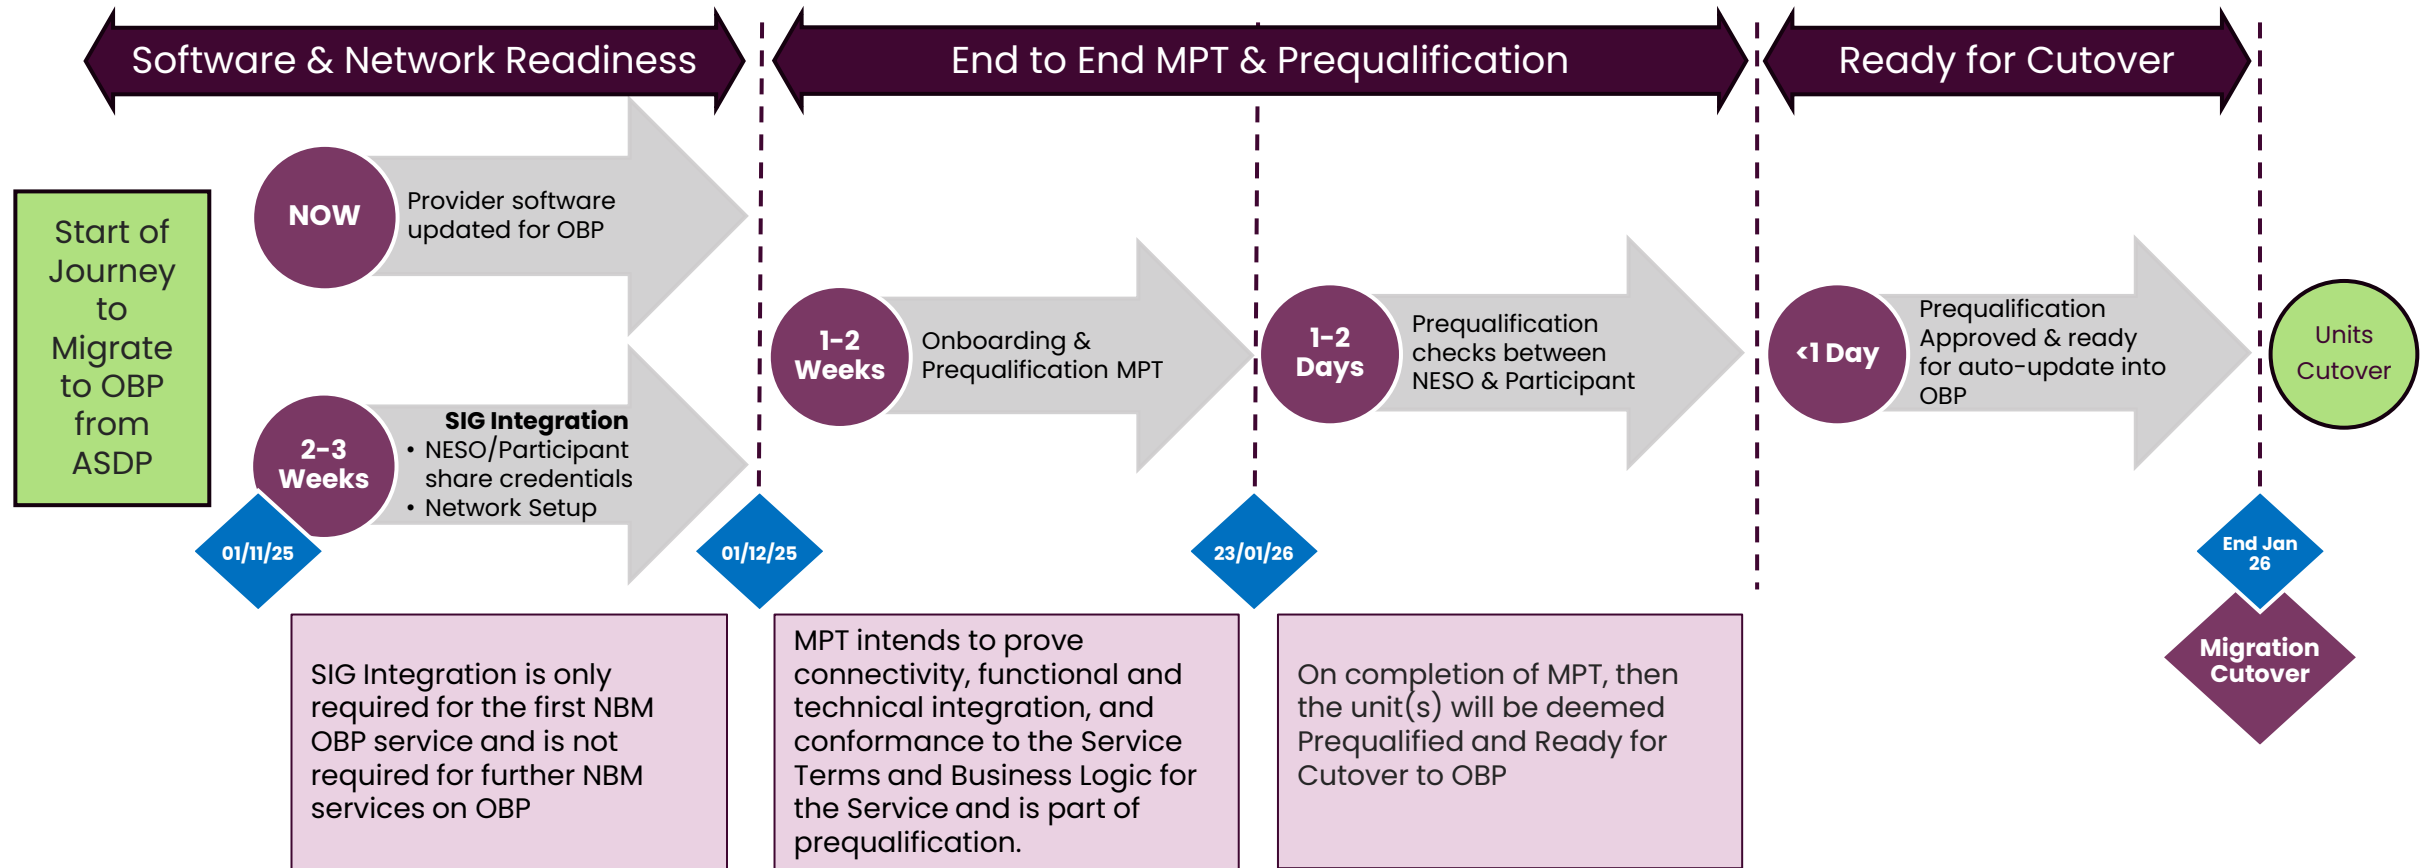 Software & Network Readiness
End to End MPT & Prequalification
Ready for Cutover
Start of
Journey
to
Migrate
to OBP
from
ASDP
NOW
Provider software
updated for OBP
2-3
Weeks
SIG Integration
• NESO/Participant
share credentials
• Network Setup
1-2
Weeks
Onboarding &
Prequalification MPT
1-2
Days
Prequalification
checks between
NESO & Participant
<1 Day
Prequalification
Approved & ready
for auto-update into
OBP
Units
Cutover
01/11/25
01/12/25
23/01/26
End Jan
26
Migration
Cutover
SIG Integration is only
required for the first NBM
OBP service and is not
required for further NBM
services on OBP
MPT intends to prove
connectivity, functional and
technical integration, and
conformance to the Service
Terms and Business Logic for
the Service and is part of
prequalification.
On completion of MPT, then
the unit(s) will be deemed
Prequalified and Ready for
Cutover to OBP